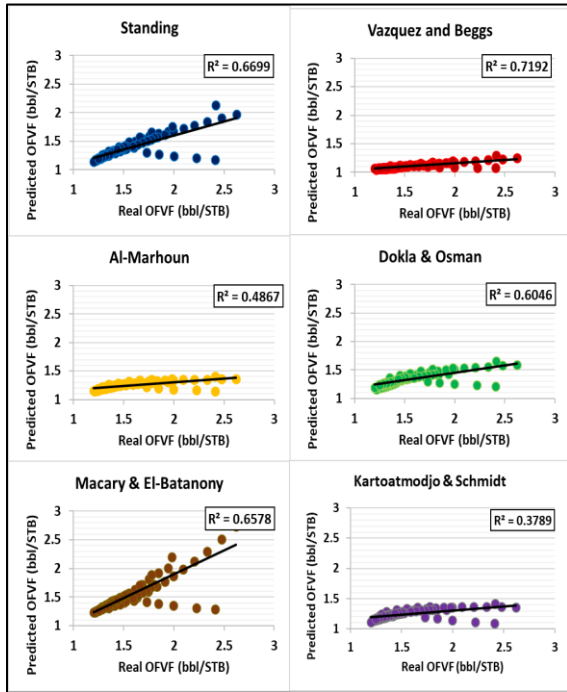 Standing
R² = 0.6699
Predicted OFVF (bbl/STB)
3
2.5
2
1.5
1
1 1.5 2 2.5 3
Real OFVF (bbl/STB)
Vazquez and Beggs
R² = 0.7192
Predicted OFVF (bbl/STB)
3
2.5
2
1.5
1
1 1.5 2 2.5 3
Real OFVF (bbl/STB)
Al-Marhoun
R² = 0.4867
Predicted OFVF (bbl/STB)
3
2.5
2
1.5
1
1 1.5 2 2.5 3
Real OFVF (bbl/STB)
Dokla & Osman
R² = 0.6046
Predicted OFVF (bbl/STB)
3
2.5
2
1.5
1
1 1.5 2 2.5 3
Real OFVF (bbl/STB)
Macary & El-Batanony
R² = 0.6578
Predicted OFVF (bbl/STB)
3
2.5
2
1.5
1
1 1.5 2 2.5 3
Real OFVF (bbl/STB)
Kartoatmodjo & Schmidt
R² = 0.3789
Predicted OFVF (bbl/STB)
3
2.5
2
1.5
1
1 1.5 2 2.5 3
Real OFVF (bbl/STB)